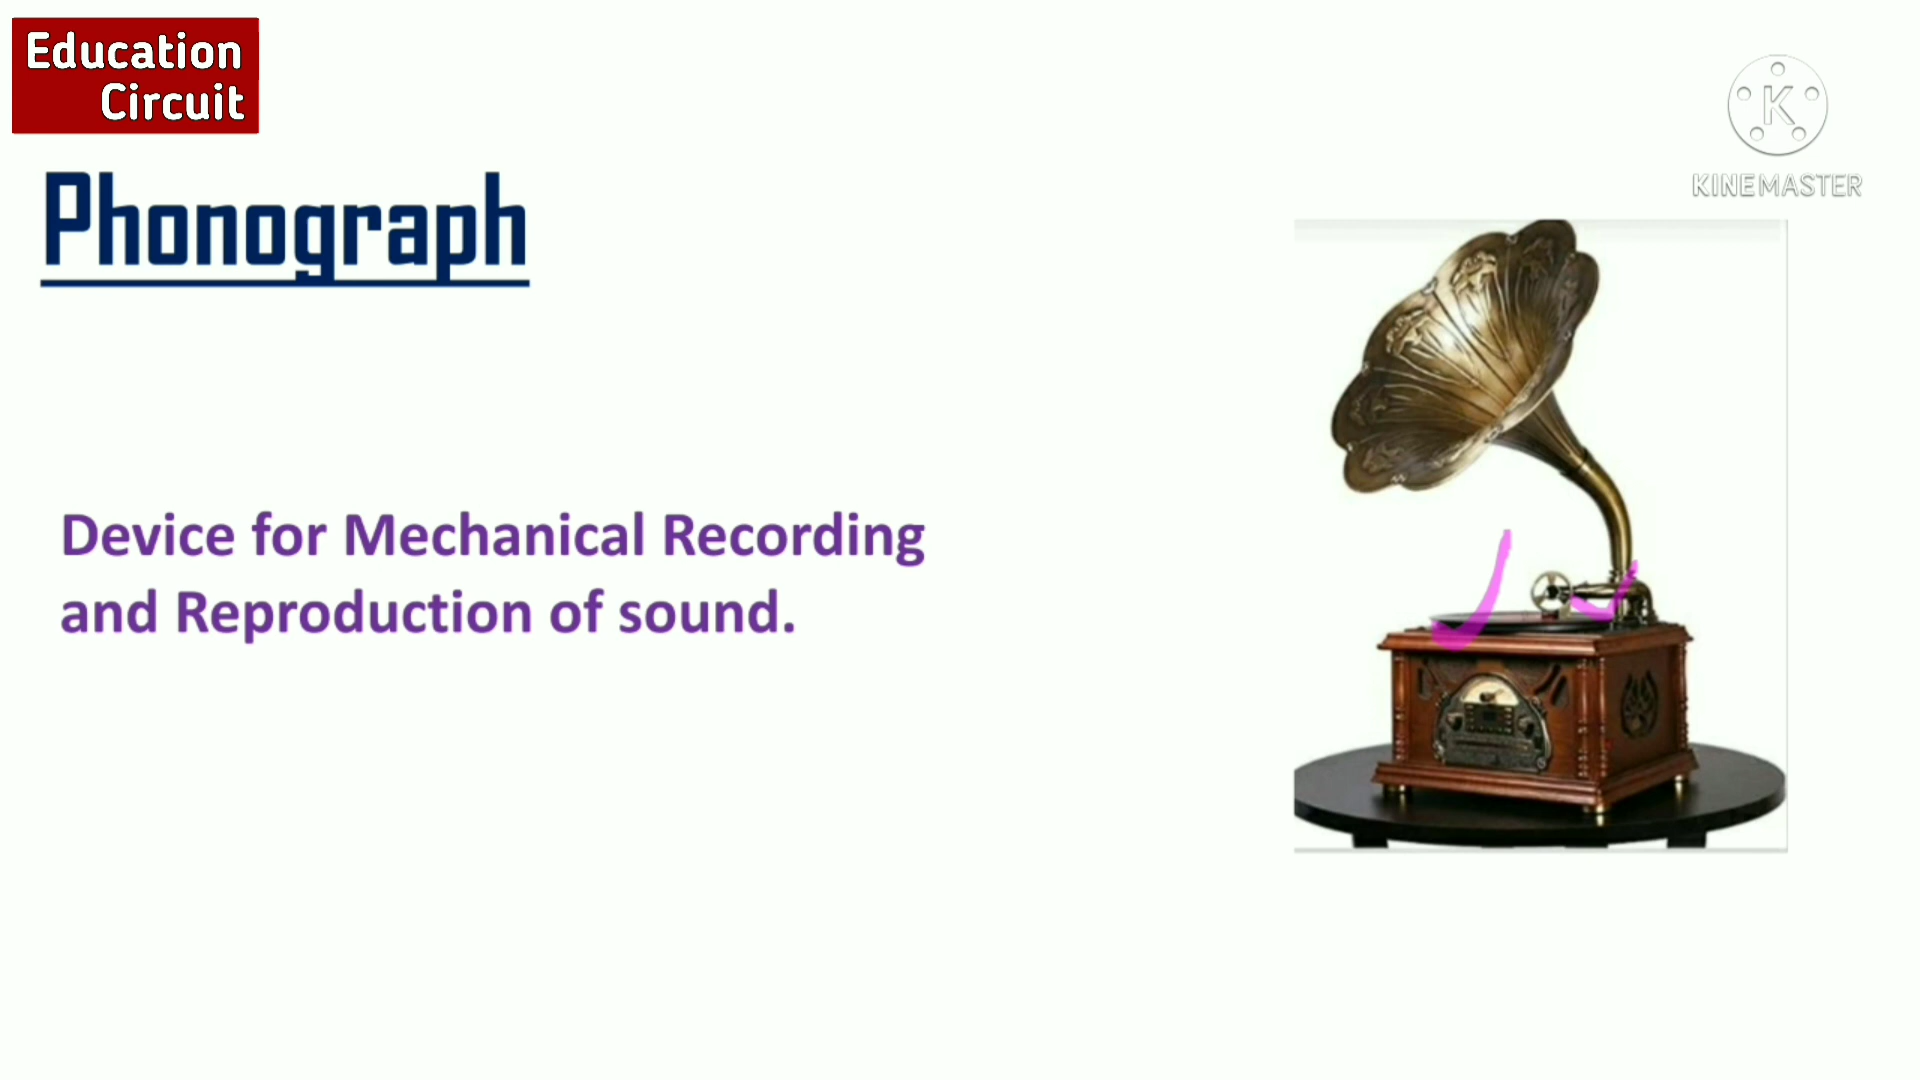 Education
Circuit
KINEMASTER
Phonograph
Device for Mechanical Recording
and Reproduction of sound.